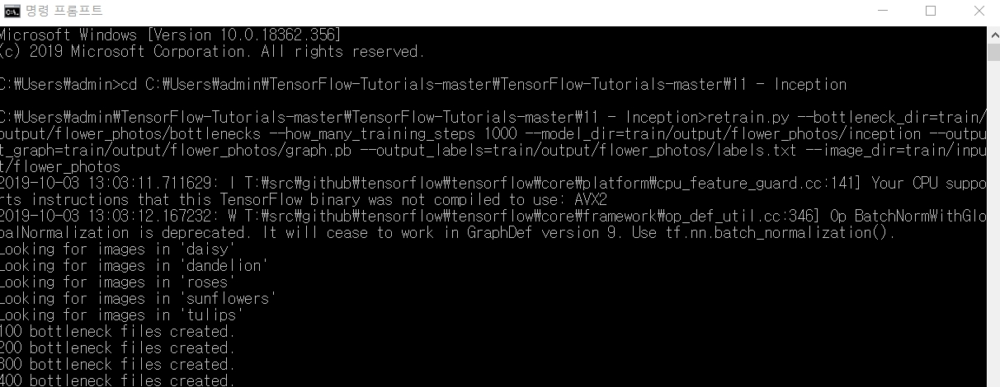 명령 프롬프트
Microsoft Windows [Version 10.0.18362.356]
(c) 2019 Microsoft Corporation. All rights reserved.
C:₩Users₩admin>cd C:₩Users₩admin₩TensorFlow-Tutorials-master₩TensorFlow-Tutorials-master₩11 - Inception
C:₩Users₩admin₩TensorFlow-Tutorials-master₩TensorFlow-Tutorials-master₩11 - Inception>retrain.py --bottleneck_dir=train/
output/flower_photos/bottlenecks --how_many_training_steps 1000 --model_dir=train/output/flower_photos/inception --outpu
t_graph=train/output/flower_photos/graph.pb --output_labels=train/output/flower_photos/labels.txt --image_dir=train/inpu
t/flower_photos
2019-10-03 13:03:11.711629: I T:₩src₩github₩tensorflow₩tensorflow₩core₩platform₩cpu_feature_guard.cc:141] Your CPU suppo
rts instructions that this TensorFlow binary was not compiled to use: AVX2
2019-10-03 13:03:12.167232: W T:₩src₩github₩tensorflow₩tensorflow₩core₩framework₩op_def_util.cc:346] Op BatchNormWithGlo
balNormalization is deprecated. It will cease to work in GraphDef version 9. Use tf.nn.batch_normalization().
Looking for images in 'daisy'
Looking for images in 'dandelion'
Looking for images in 'roses'
Looking for images in 'sunflowers'
Looking for images in 'tulips'
100 bottleneck files created.
200 bottleneck files created.
300 bottleneck files created.
400 bottleneck files created.